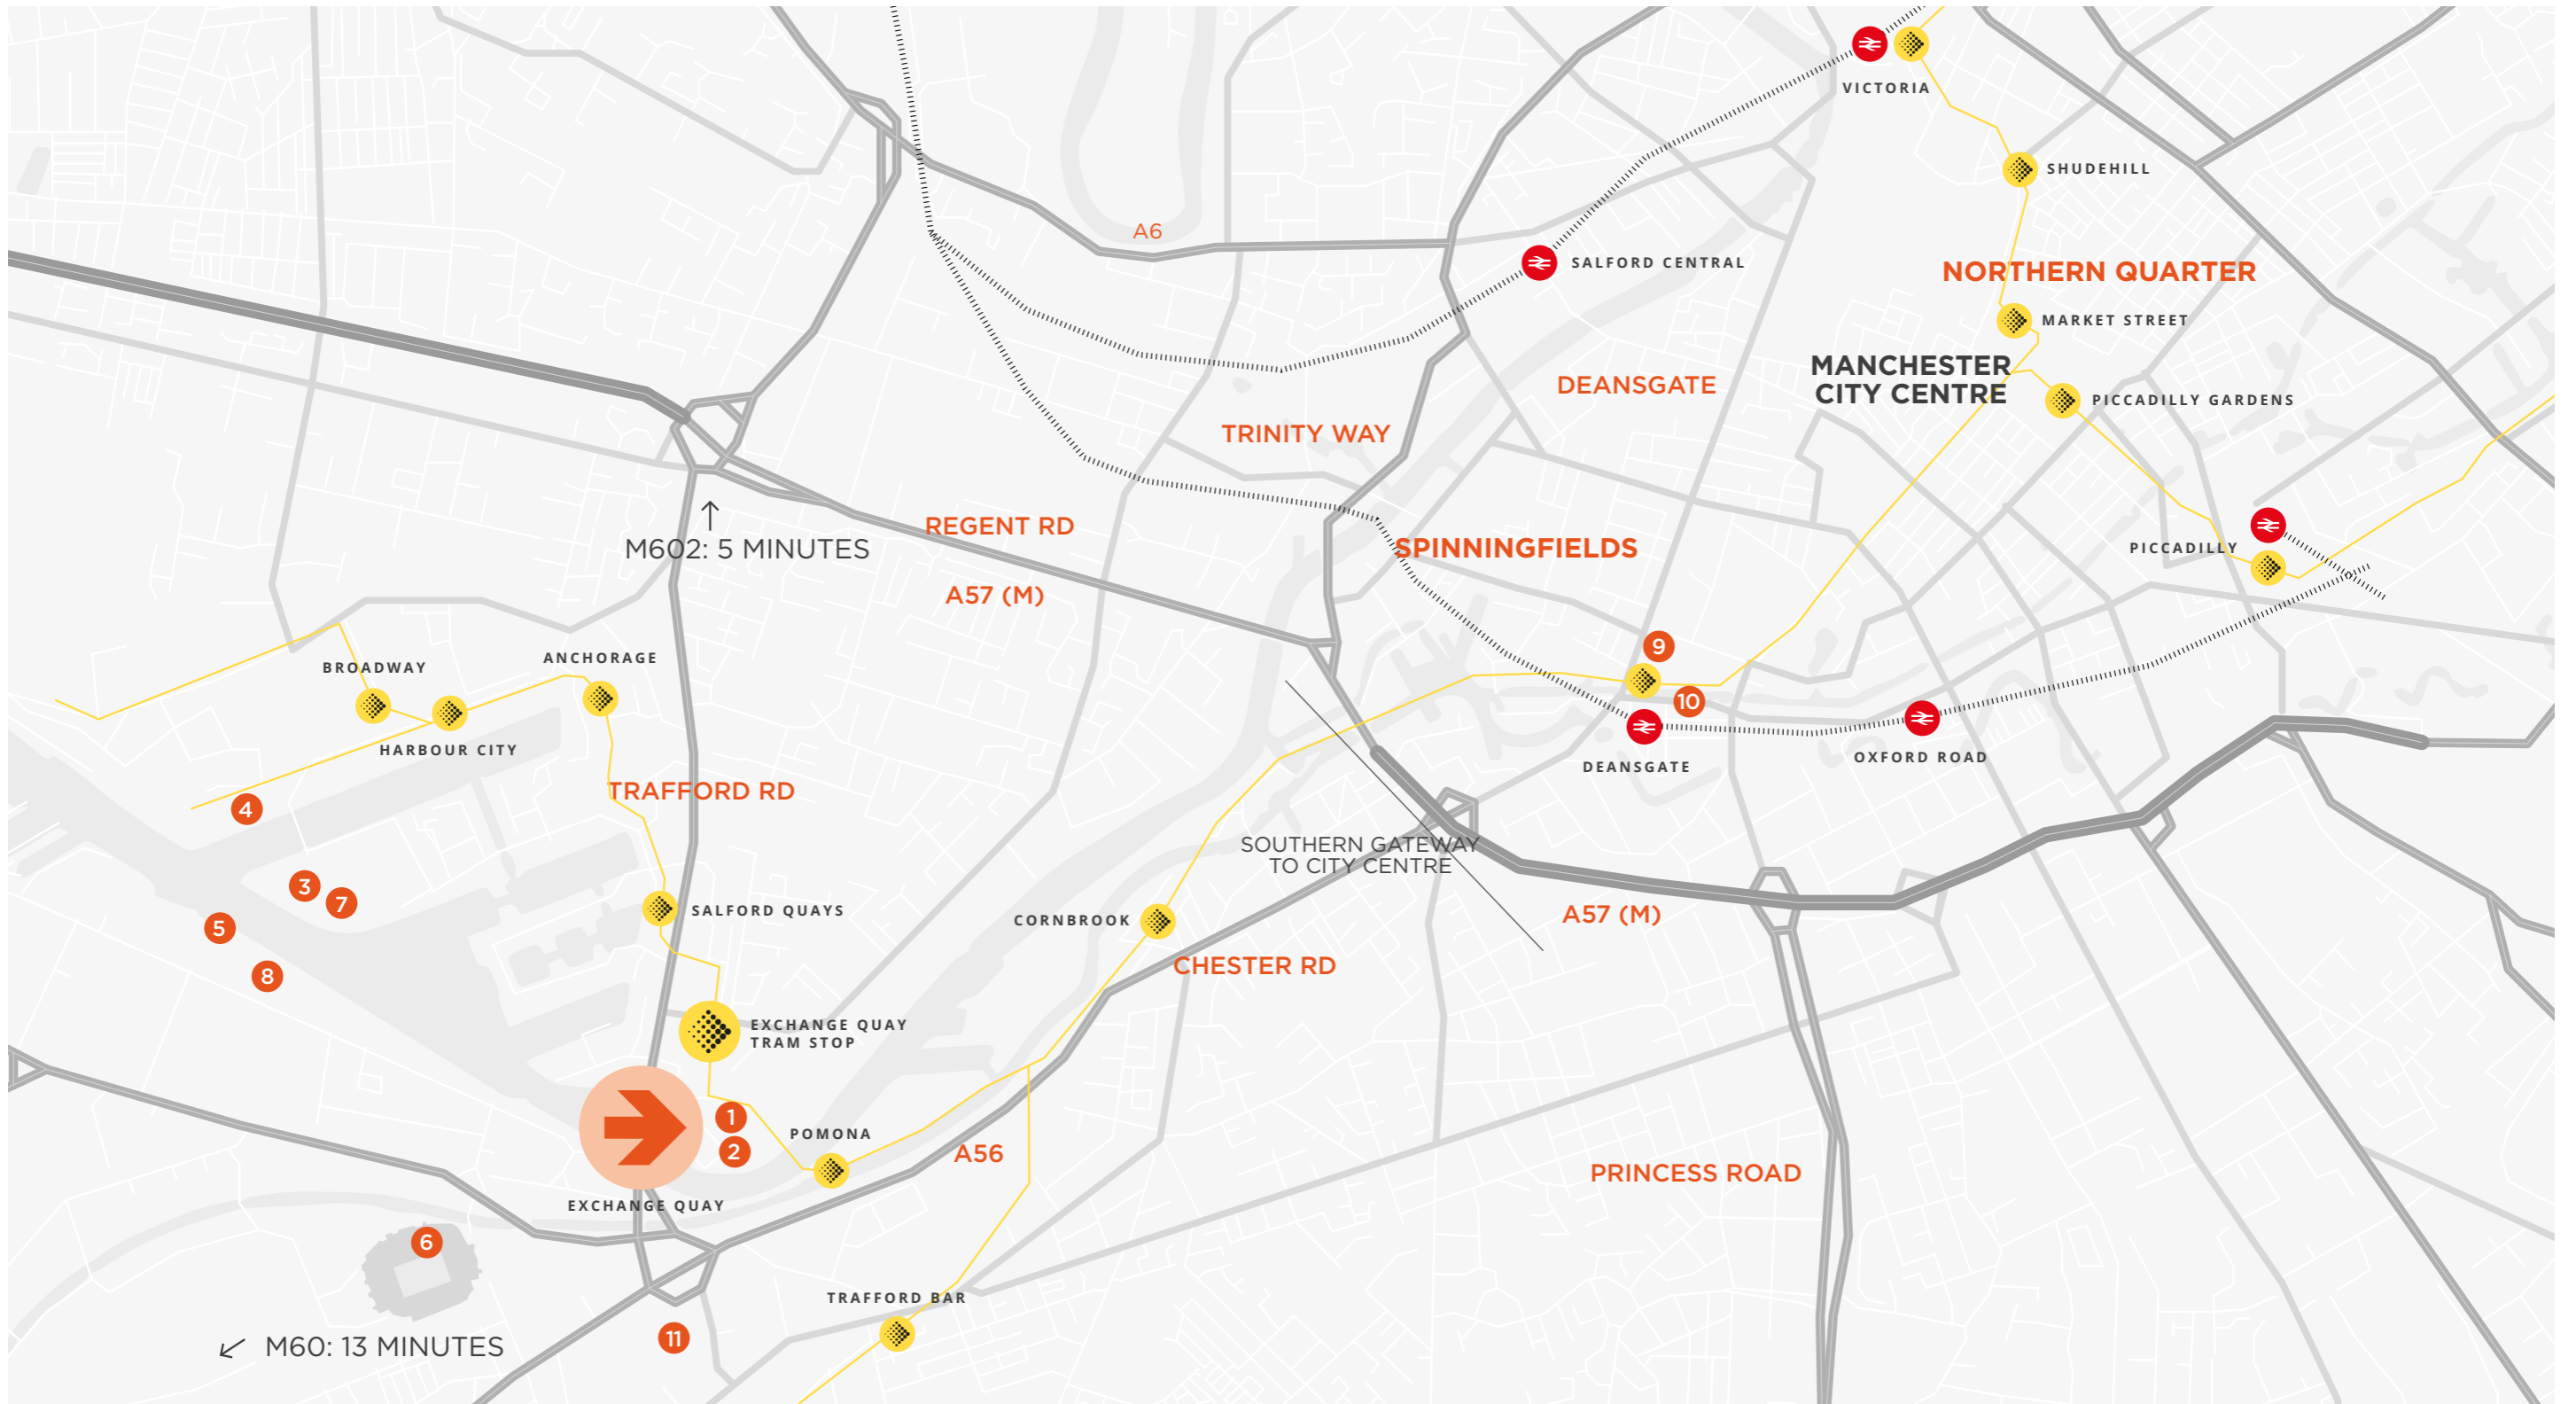 VICTORIA
SHUDEHILL
A6
SALFORD CENTRAL
NORTHERN QUARTER
MARKET STREET
MANCHESTER
CITY CENTRE
DEANSGATE
PICCADILLY GARDENS
TRINITY WAY
REGENT RD
M602: 5 MINUTES
SPINNINGFIELDS
PICCADILLY
A57 (M)
9
BROADWAY
ANCHORAGE
10
HARBOUR CITY
DEANSGATE
OXFORD ROAD
TRAFFORD RD
4
SOUTHERN GATEWAY
TO CITY CENTRE
3
7
5
SALFORD QUAYS
CORNBROOK
A57 (M)
CHESTER RD
8
EXCHANGE QUAY
TRAM STOP
1
2
POMONA
A56
PRINCESS ROAD
EXCHANGE QUAY
6
TRAFFORD BAR
11
M60: 13 MINUTES